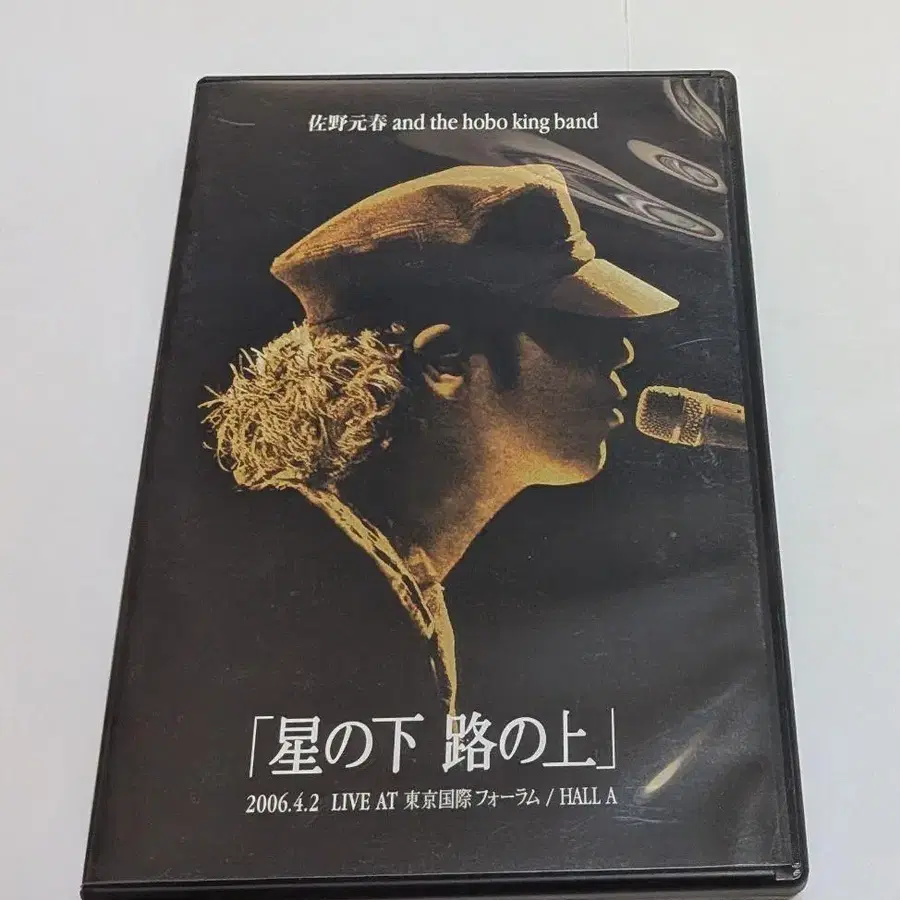 佐野元春 and the hobo king band
「星の下 路の上」
2006.4.2 LIVE AT 東京国際フォーラム / HALL A